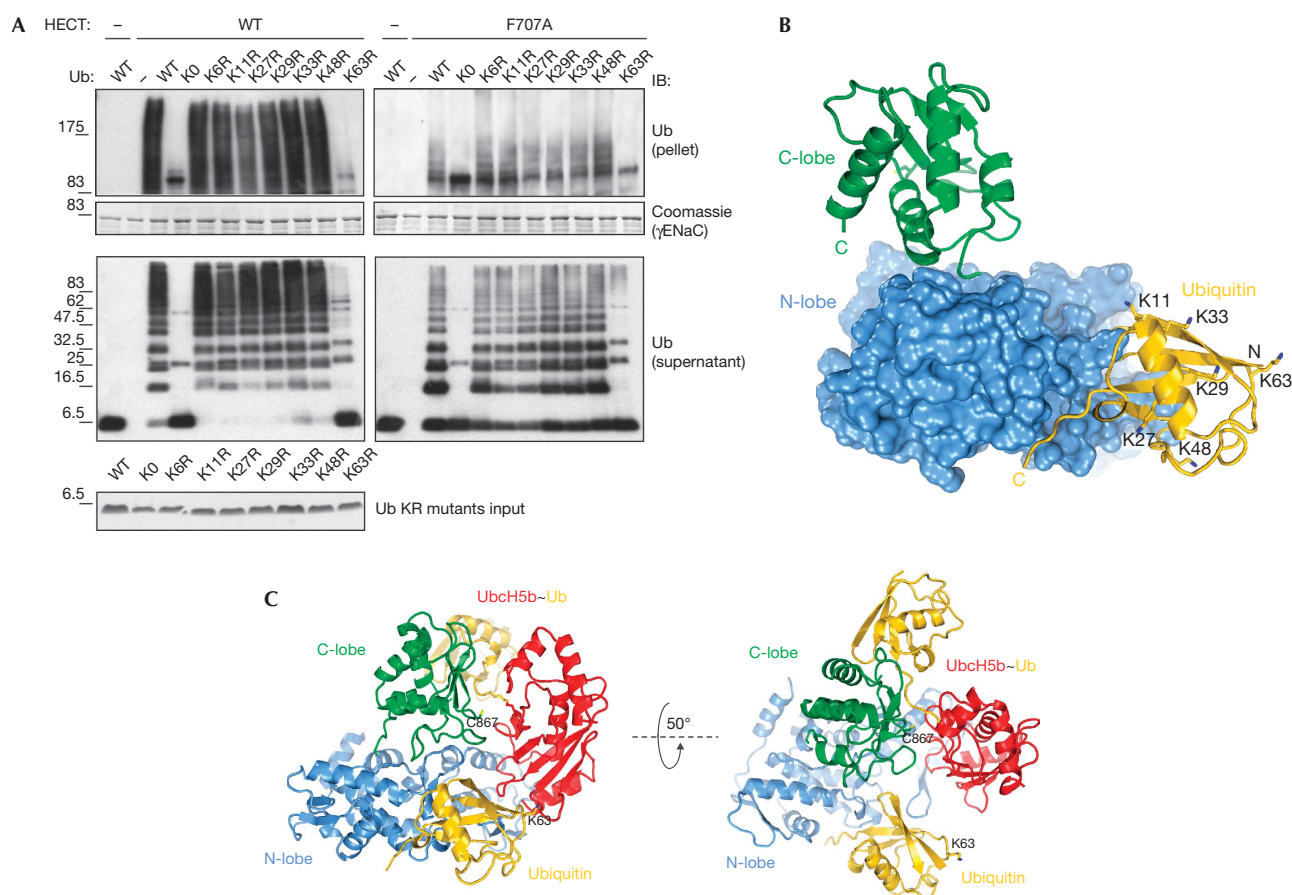 A
HECT: – WT – F707A
Ub: WT – WT K0 K6R K11R K27R K29R K33R K48R K63R WT – WT K0 K6R K11R K27R K29R K33R K48R K63R IB:
175
83
Ub
(pellet)
83
Coomassie
(γENaC)
83
62
47.5
32.5
25
16.5
6.5
Ub
(supernatant)
WT K0 K6R K11R K27R K29R K33R K48R K63R
6.5
Ub KR mutants input
B
C-lobe
C
N-lobe
Ubiquitin
K11
K33
N
K63
K29
K27
K48
C
C
UbcH5b~Ub
C-lobe
C867
K63
N-lobe
Ubiquitin
50°
C-lobe
UbcH5b~Ub
C867
K63
N-lobe
Ubiquitin